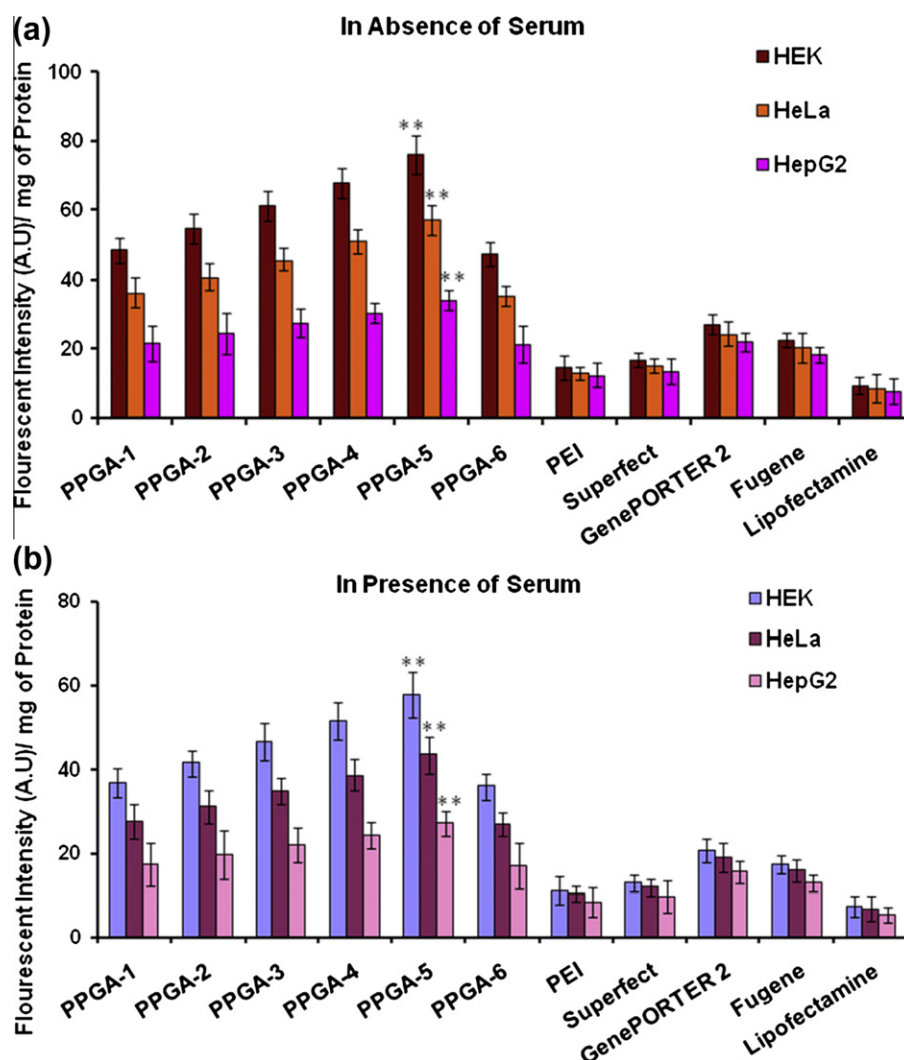 (a)
In Absence of Serum
Flourescent Intensity (A.U)/ mg of Protein
100
80
60
40
20
0
HEK
HeLa
HepG2
**
**
**
PPGA-1
PPGA-2
PPGA-3
PPGA-4
PPGA-5
PPGA-6
PEI
Superfect
GenePORTER 2
Fugene
Lipofectamine
(b)
In Presence of Serum
Flourescent Intensity (A.U)/ mg of Protein
80
60
40
20
0
HEK
HeLa
HepG2
**
**
**
PPGA-1
PPGA-2
PPGA-3
PPGA-4
PPGA-5
PPGA-6
PEI
Superfect
GenePORTER 2
Fugene
Lipofectamine